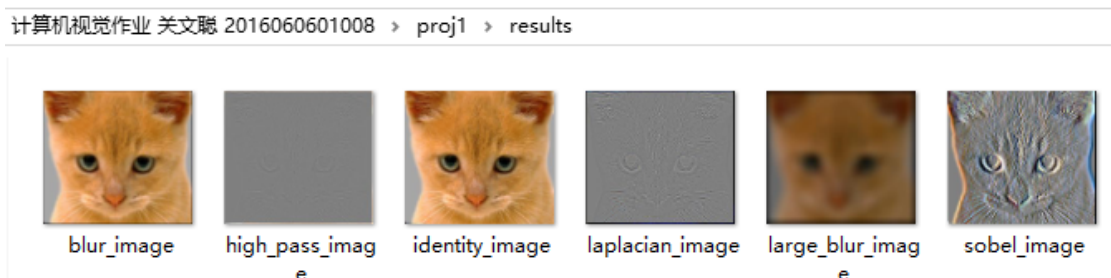 计算机视觉作业 关文聪 2016060601008 › proj1 › results
blur_image high_pass_imag identity_image laplacian_image large_blur_imag sobel_image
e e